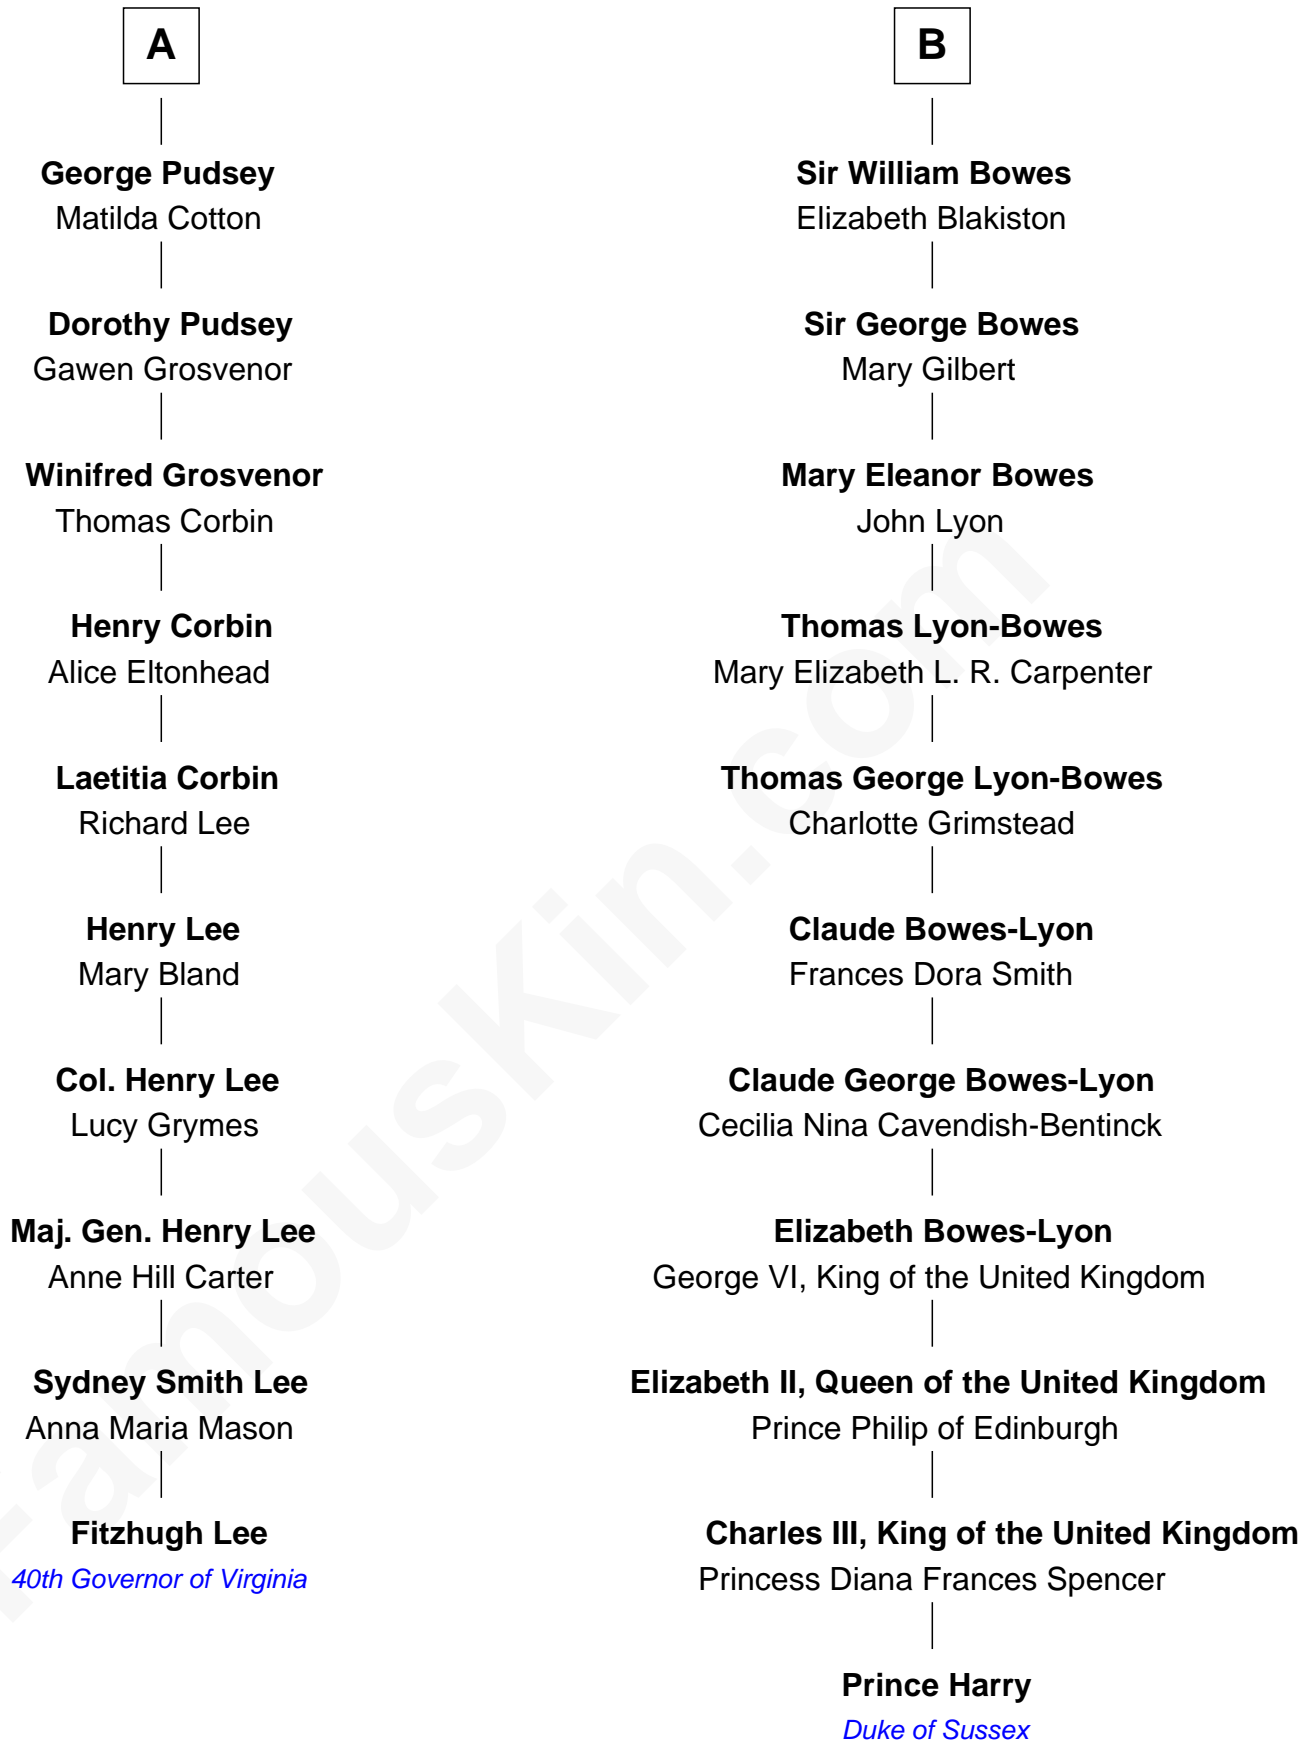 A
George Pudsey
Matilda Cotton
Dorothy Pudsey
Gawen Grosvenor
Winifred Grosvenor
Thomas Corbin
Henry Corbin
Alice Eltonhead
Laetitia Corbin
Richard Lee
Henry Lee
Mary Bland
Col. Henry Lee
Lucy Grymes
Maj. Gen. Henry Lee
Anne Hill Carter
Sydney Smith Lee
Anna Maria Mason
Fitzhugh Lee
40th Governor of Virginia
B
Sir William Bowes
Elizabeth Blakiston
Sir George Bowes
Mary Gilbert
Mary Eleanor Bowes
John Lyon
Thomas Lyon-Bowes
Mary Elizabeth L. R. Carpenter
Thomas George Lyon-Bowes
Charlotte Grimstead
Claude Bowes-Lyon
Frances Dora Smith
Claude George Bowes-Lyon
Cecilia Nina Cavendish-Bentinck
Elizabeth Bowes-Lyon
George VI, King of the United Kingdom
Elizabeth II, Queen of the United Kingdom
Prince Philip of Edinburgh
Charles III, King of the United Kingdom
Princess Diana Frances Spencer
Prince Harry
Duke of Sussex
FamousKin.com